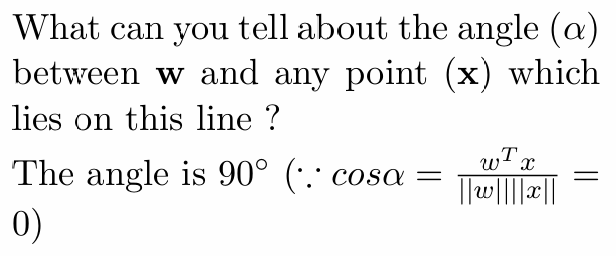 What can you tell about the angle (α)
between w and any point (x) which
lies on this line ?
The angle is 90° (∵ cosα = \frac{w^T x}{||w||||x||} =
0)